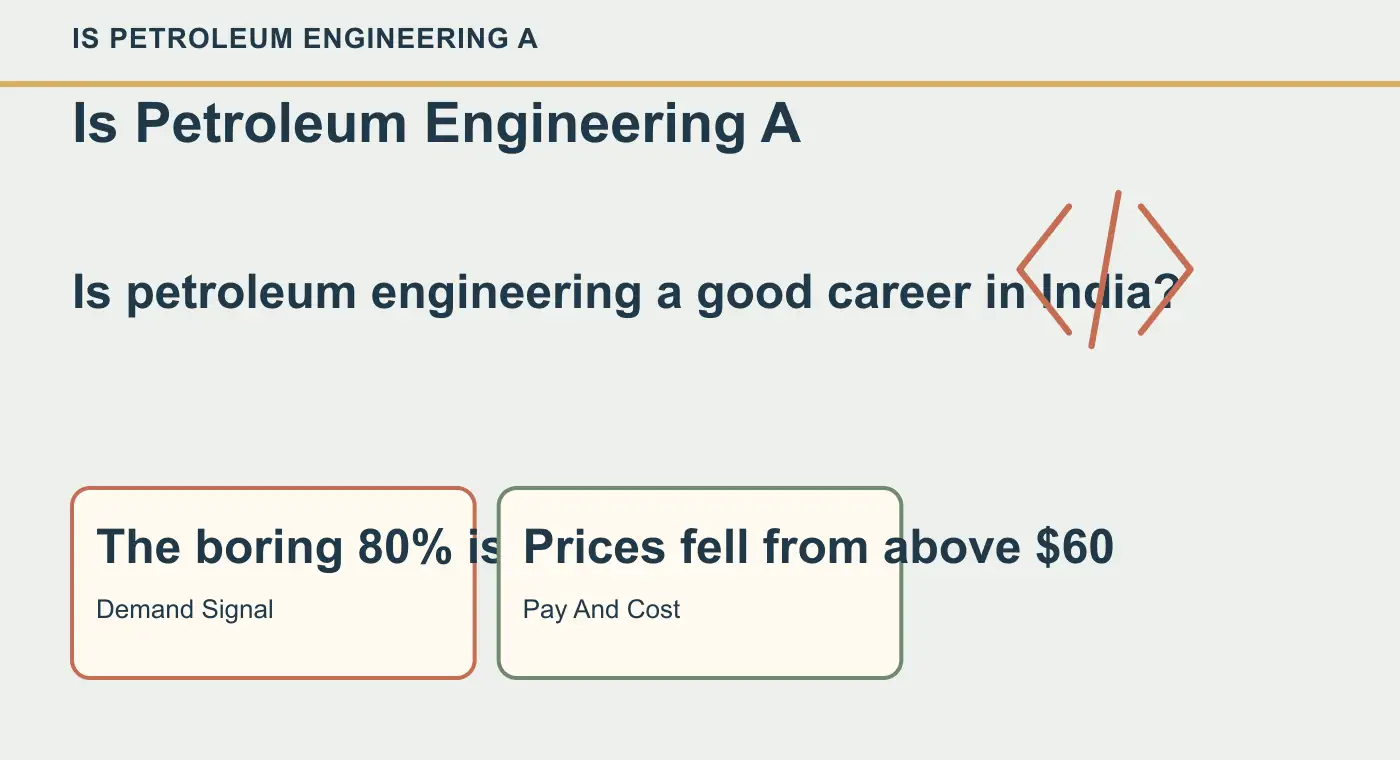 IS PETROLEUM ENGINEERING A
Is Petroleum Engineering A
Is petroleum engineering a good career in India?
The boring 80% is
Demand Signal
Prices fell from above $60
Pay And Cost